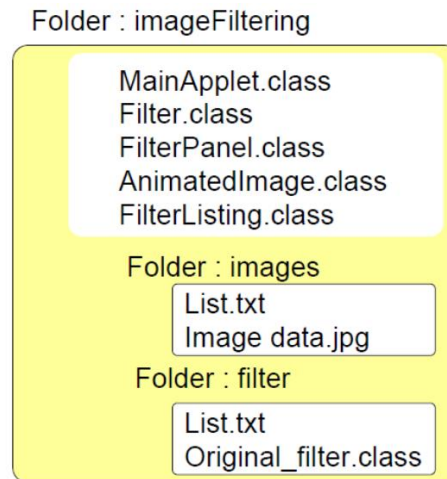 Folder : imageFiltering
MainApplet.class
Filter.class
FilterPanel.class
AnimatedImage.class
FilterListing.class
Folder : images
List.txt
Image data.jpg
Folder : filter
List.txt
Original_filter.class